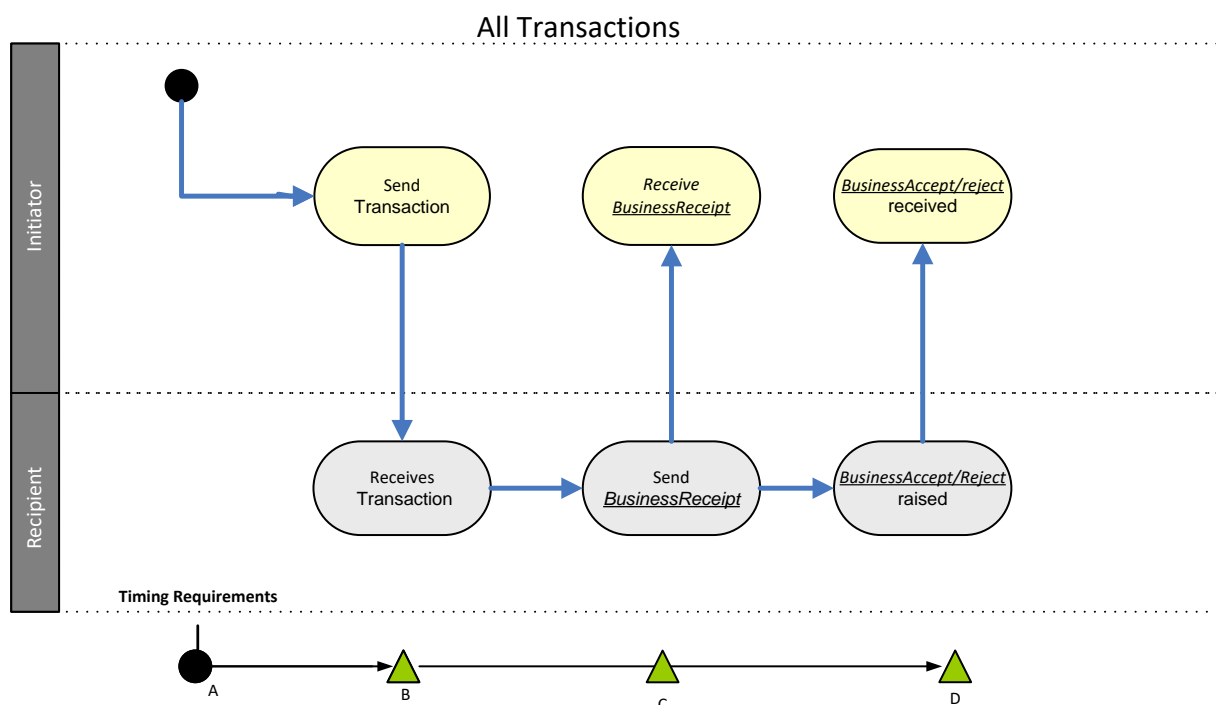 All Transactions
Initiator
Send
Transaction
Receive
BusinessReceipt
BusinessAccept/reject
received
Recipient
Receives
Transaction
Send
BusinessReceipt
BusinessAccept/Reject
raised
Timing Requirements
A
B
C
D